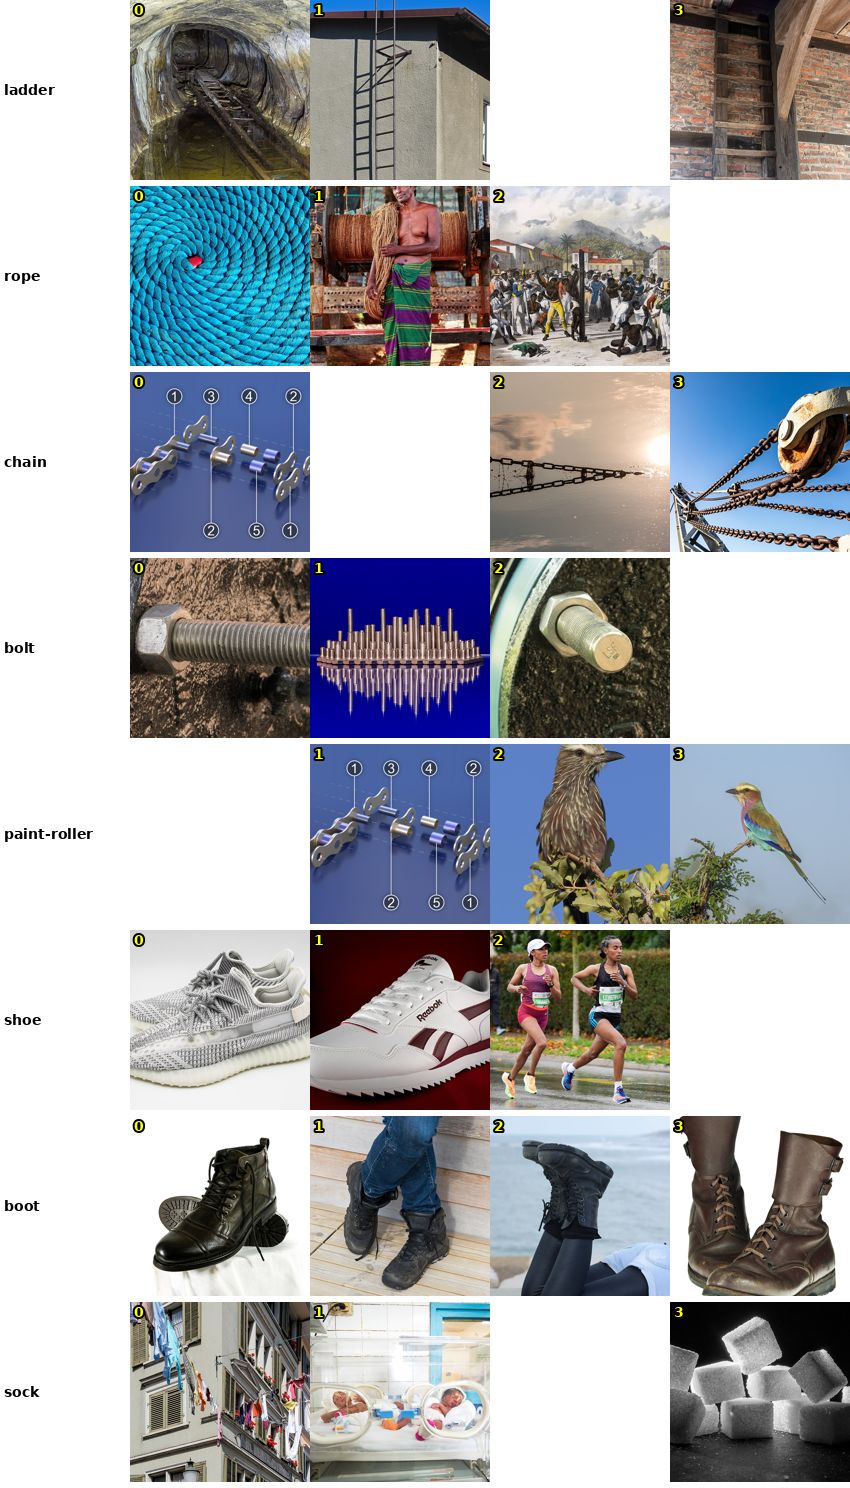 ladder 0 1 3
rope 0 1 2
chain 0 2 3
1 3 4 2
2 5 1
bolt 0 1 2
paint-roller 1 2 3
1 3 4 2
2 5 1
shoe 0 1 2
Reebok
Reebok
boot 0 1 2 3
sock 0 1 3